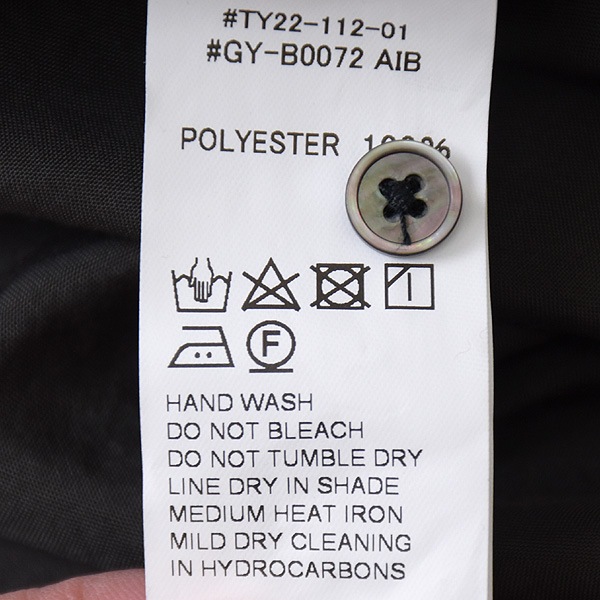 #TY22-112-01
#GY-B0072 AIB
POLYESTER 100%
F
HAND WASH
DO NOT BLEACH
DO NOT TUMBLE DRY
LINE DRY IN SHADE
MEDIUM HEAT IRON
MILD DRY CLEANING
IN HYDROCARBONS